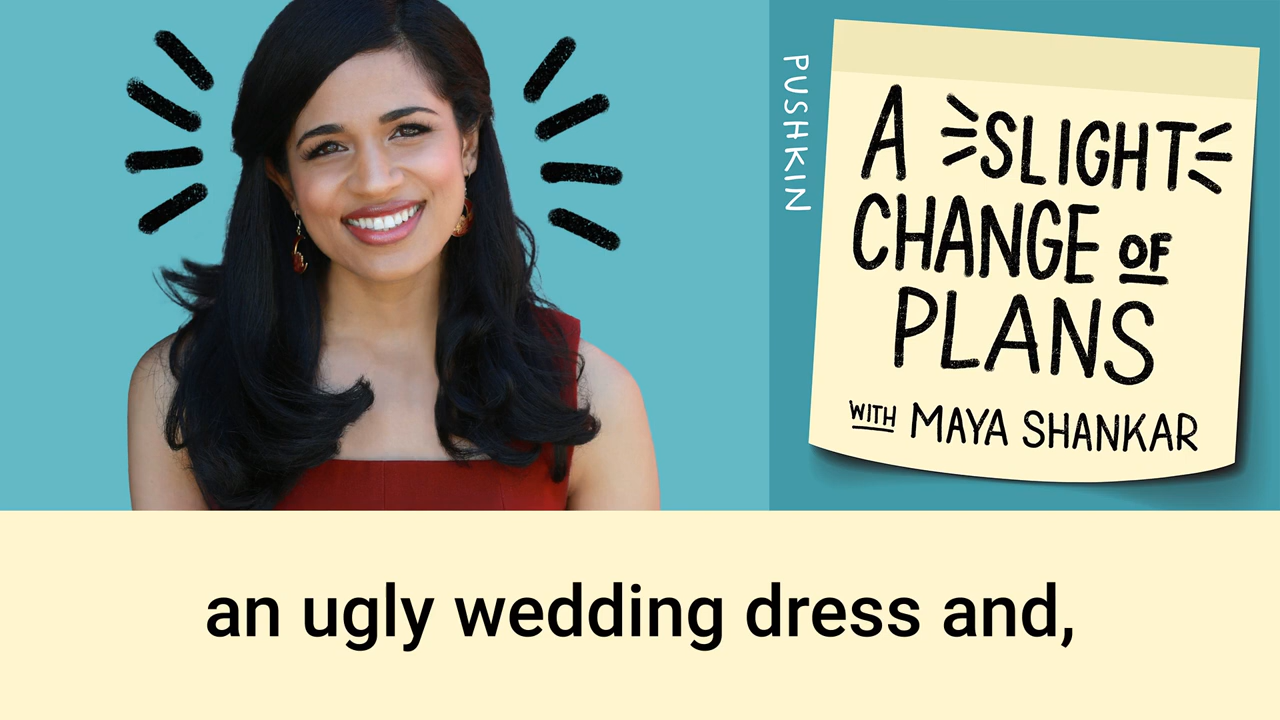 PUSHKIN
A SLIGHT
CHANGE OF
PLANS
WITH MAYA SHANKAR
an ugly wedding dress and,